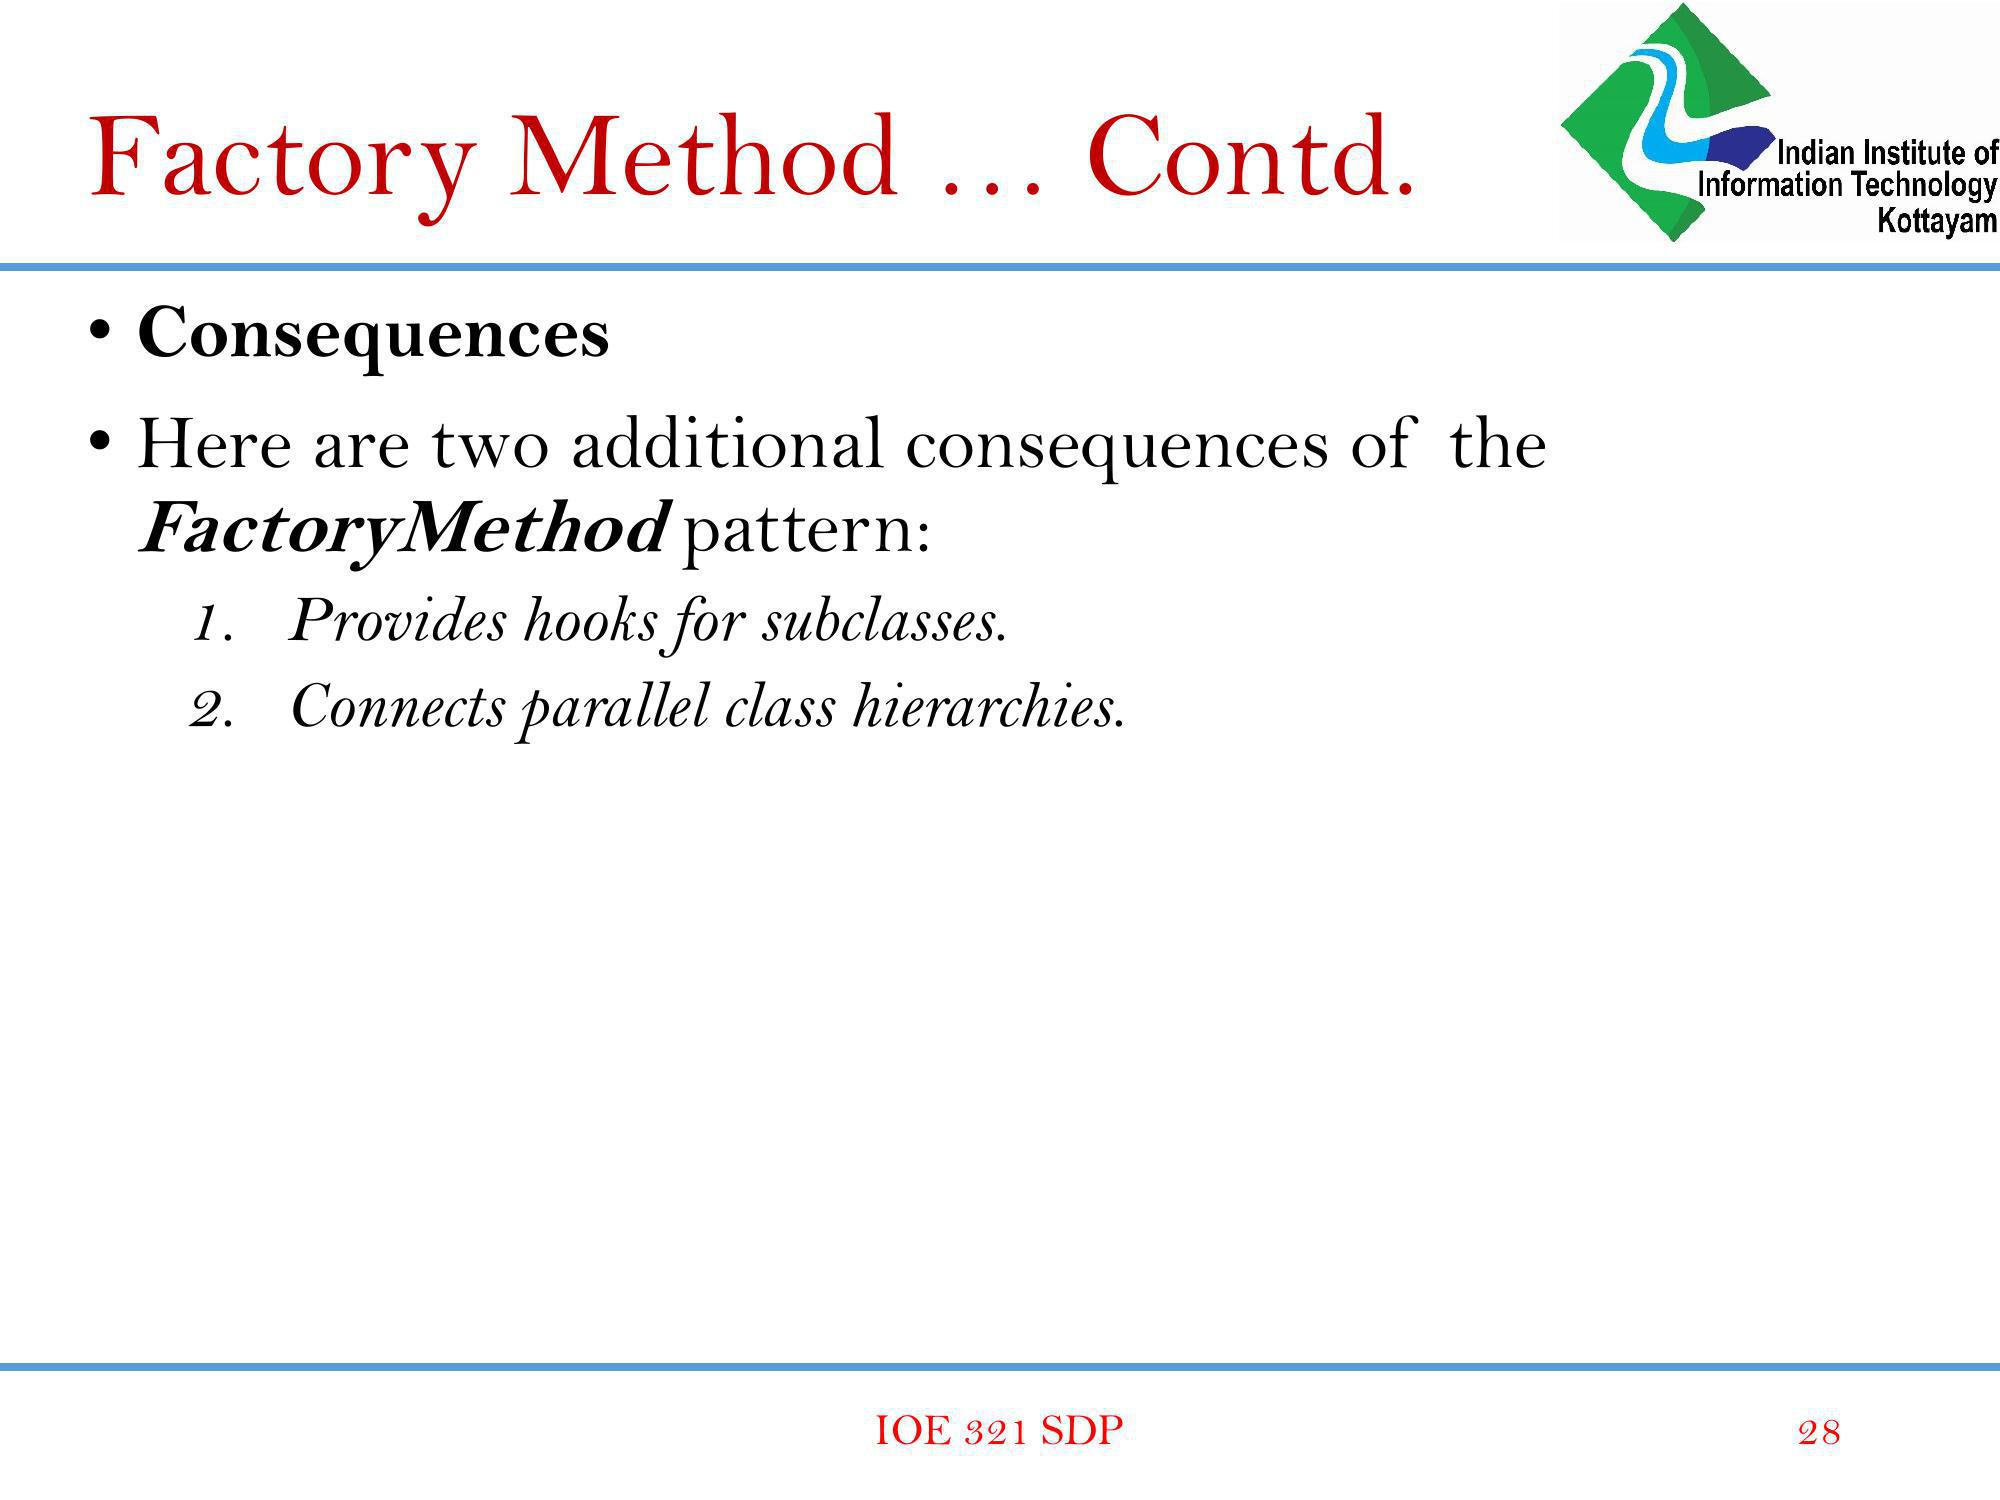 Factory Method … Contd.
Indian Institute of
Information Technology
Kottayam
• Consequences
• Here are two additional consequences of the
FactoryMethod pattern:
1. Provides hooks for subclasses.
2. Connects parallel class hierarchies.
IOE 321 SDP
28